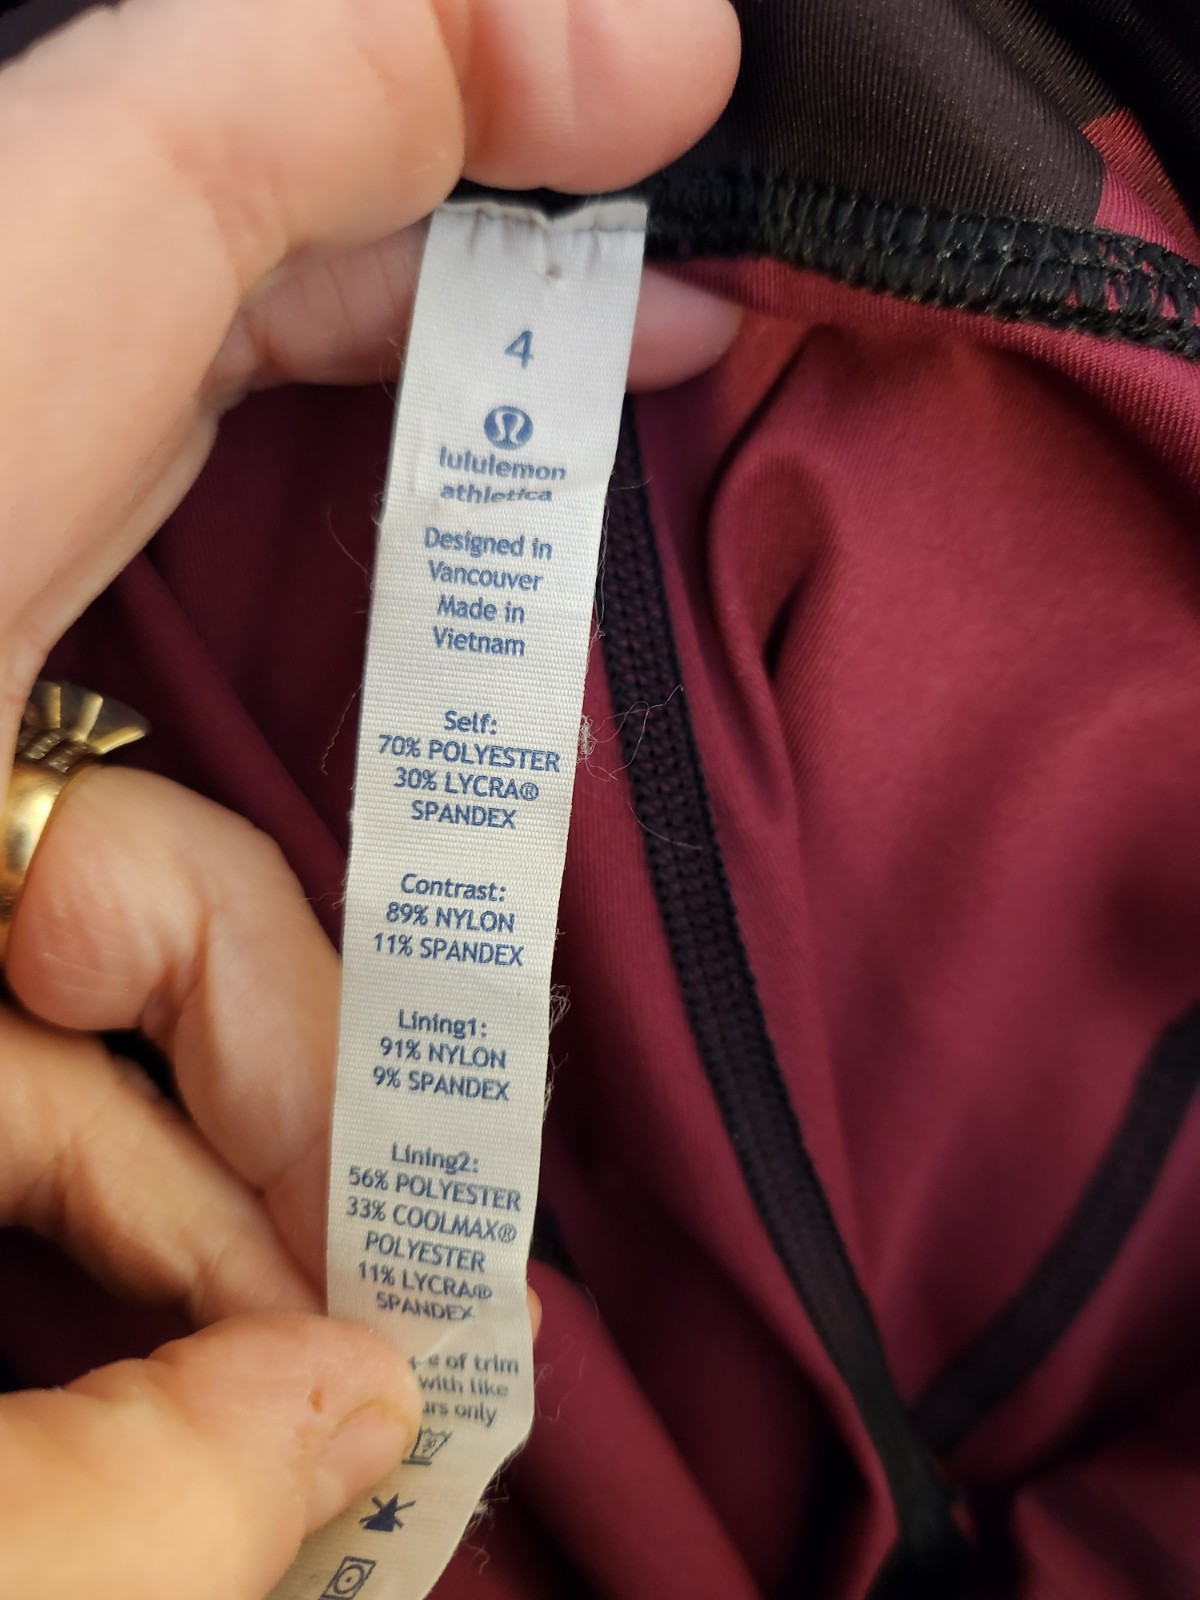 4
lululemon
athletica
Designed in
Vancouver
Made in
Vietnam
Self:
70% POLYESTER
30% LYCRA®
SPANDEX
Contrast:
89% NYLON
11% SPANDEX
Lining1:
91% NYLON
9% SPANDEX
Lining2:
56% POLYESTER
33% COOLMAX®
POLYESTER
11% LYCRA®
SPANDEX
of trim
with like
only